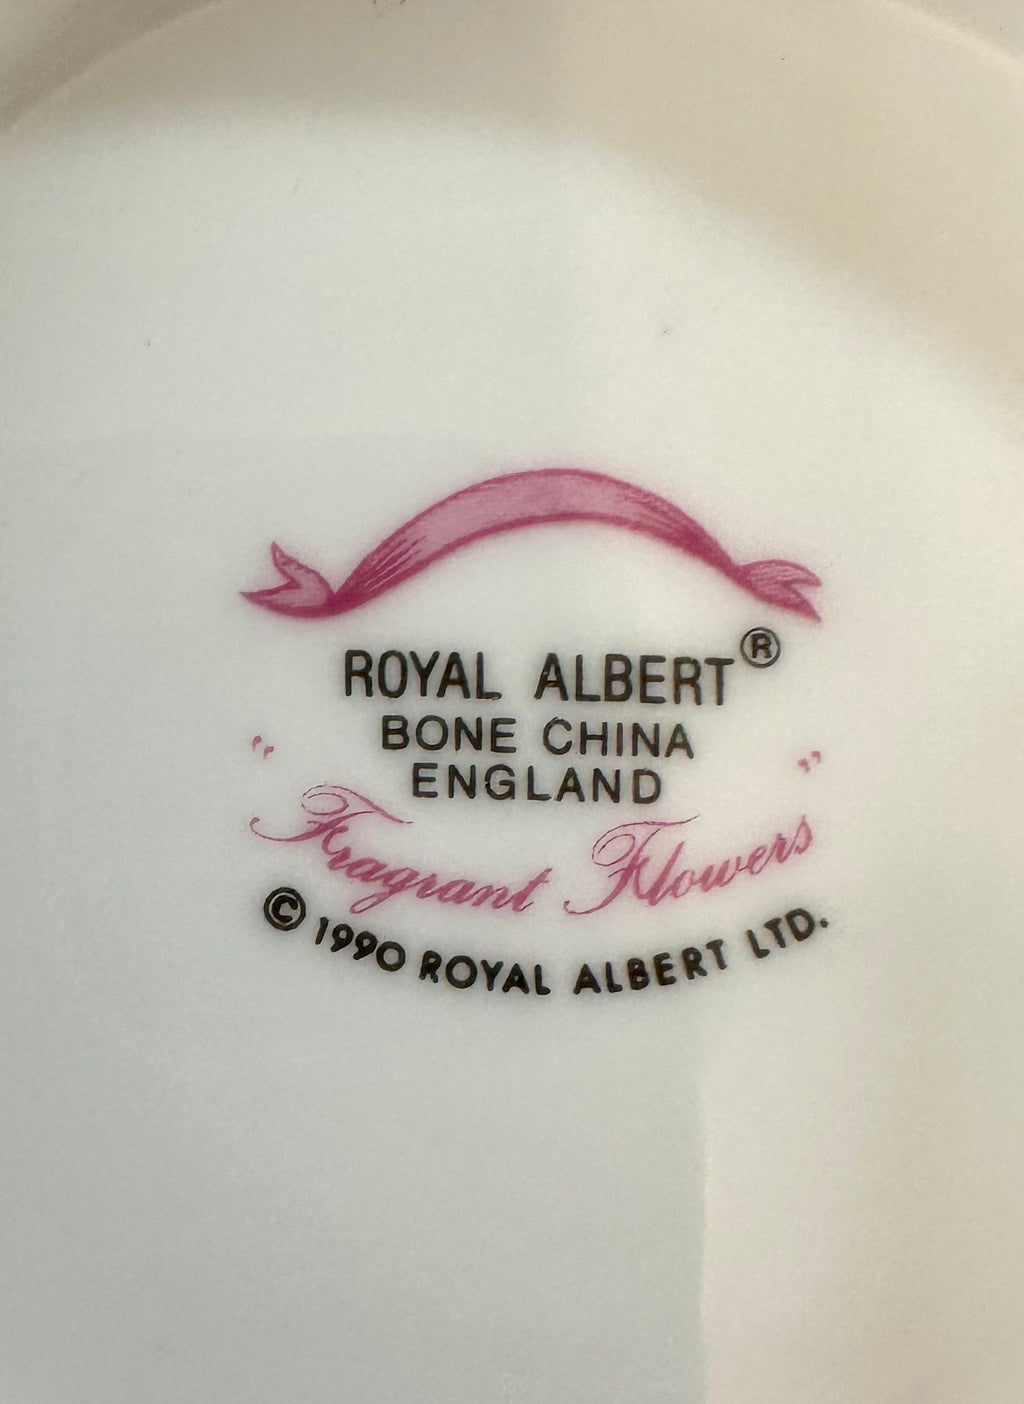 ROYAL ALBERT®
BONE CHINA
ENGLAND
"Fragrant Flowers"
© 1990 ROYAL ALBERT LTD.